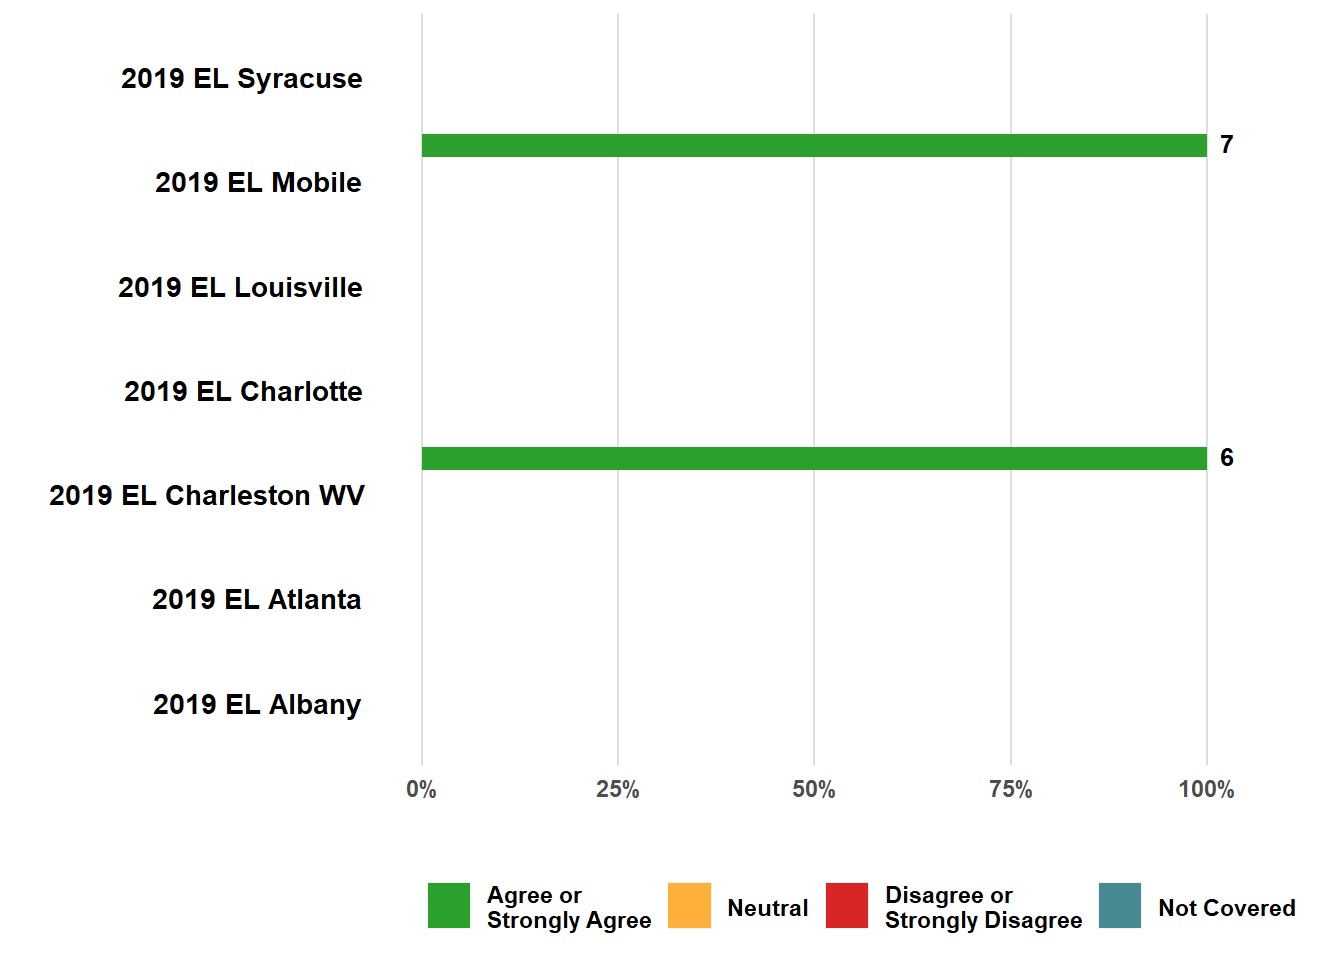 2019 EL Syracuse
7
2019 EL Mobile
2019 EL Louisville
2019 EL Charlotte
6
2019 EL Charleston WV
2019 EL Atlanta
2019 EL Albany
0% 25% 50% 75% 100%
Agree or
Strongly Agree
Neutral
Disagree or
Strongly Disagree
Not Covered